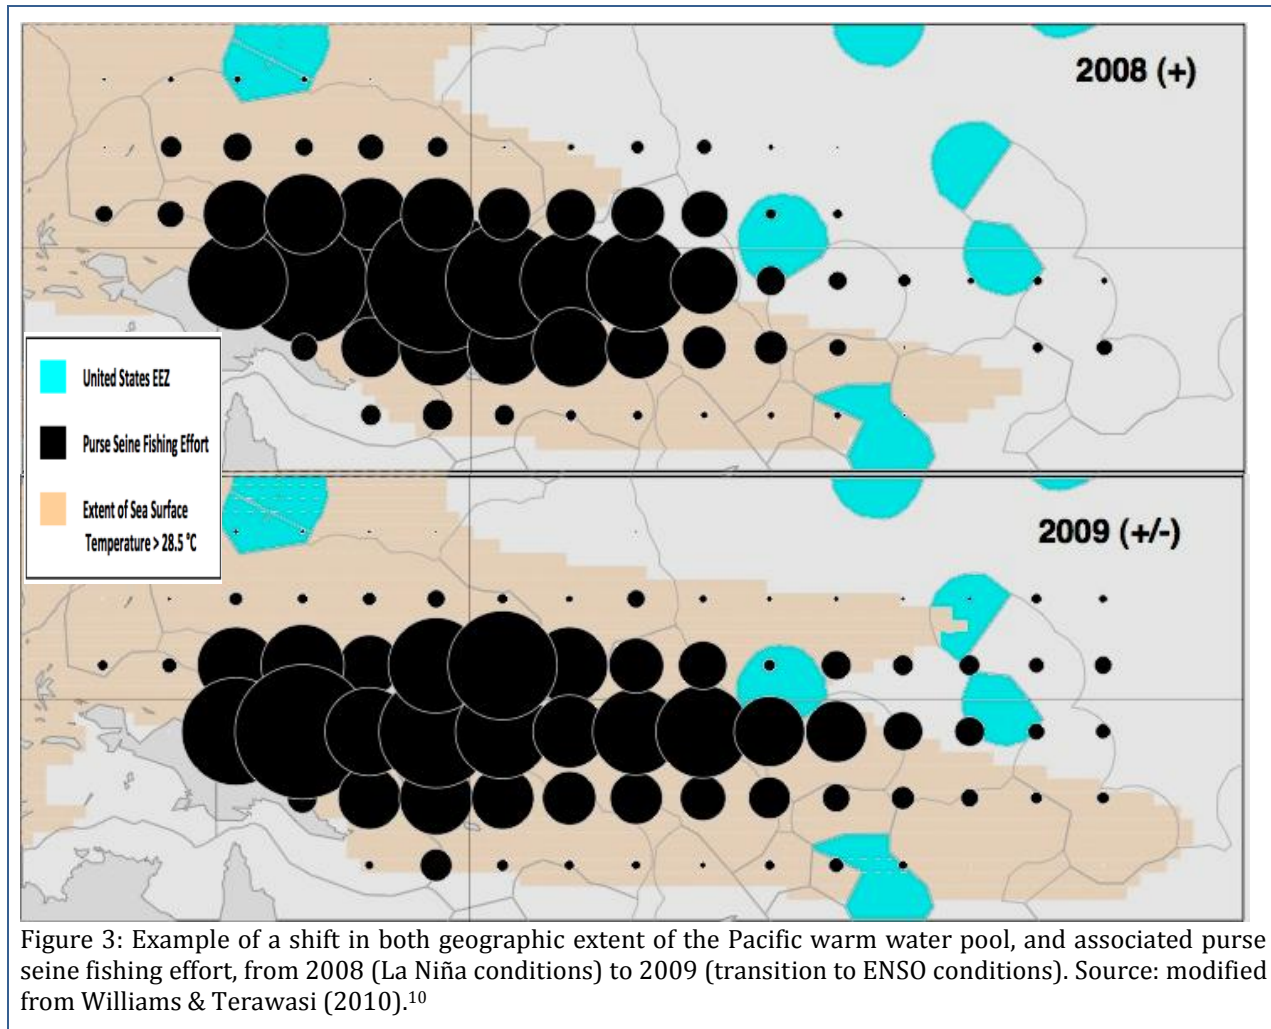 2008 (+)
United States EEZ
Purse Seine Fishing Effort
Extent of Sea Surface
Temperature > 28.5 °C
2009 (+/-)
Figure 3: Example of a shift in both geographic extent of the Pacific warm water pool, and associated purse
seine fishing effort, from 2008 (La Niña conditions) to 2009 (transition to ENSO conditions). Source: modified
from Williams & Terawasi (2010).¹⁰